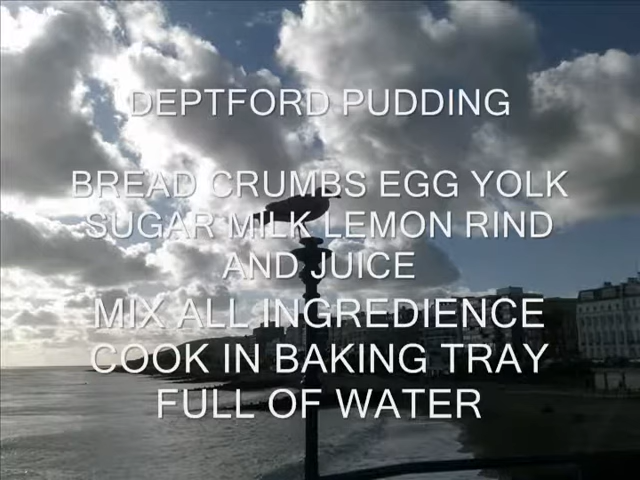 DEPTFORD PUDDING
BREAD CRUMBS EGG YOLK
SUGAR MILK LEMON RIND
AND JUICE
MIX ALL INGREDIENCE
COOK IN BAKING TRAY
FULL OF WATER